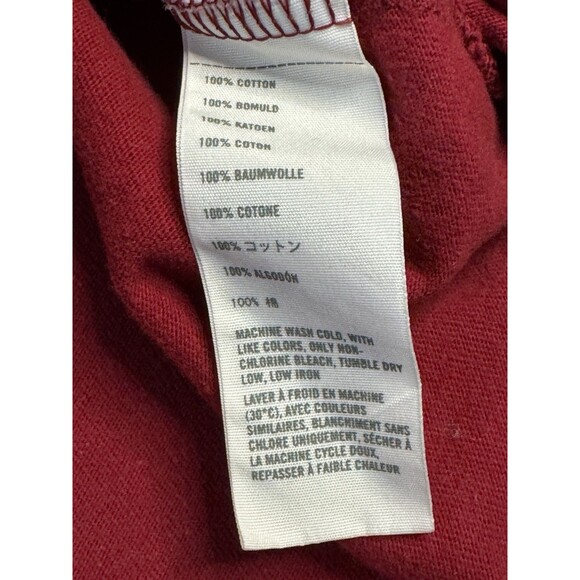 100% COTTON
100% BOMULD
100% KATOEN
100% COTON
100% BAUMWOLLE
100% COTONE
100% コットン
100% ALGODÓN
100% 棉
MACHINE WASH COLD, WITH
LIKE COLORS, ONLY NON-
CHLORINE BLEACH, TUMBLE DRY
LOW, LOW IRON
LAVER À FROID EN MACHINE
(30°C), AVEC COULEURS
SIMILAIRES, BLANCHIMENT SANS
CHLORE UNIQUEMENT, SÉCHER À
LA MACHINE CYCLE DOUX,
REPASSER À FAIBLE CHALEUR